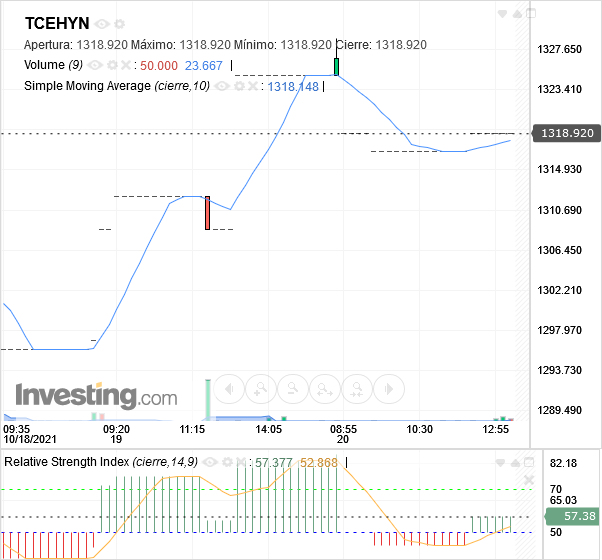 TCEHYN
Apertura: 1318.920 Máximo: 1318.920 Mínimo: 1318.920 Cierre: 1318.920
Volume (9) : 50.000 23.667
Simple Moving Average (cierre,10) : 1318.148
1327.650
1323.410
1318.920
1314.930
1310.690
1306.450
1302.210
1297.970
1293.730
1289.490
Investing.com
09:35 09:20 11:15 14:05 08:55 10:30 12:55
10/18/2021 19 20
Relative Strength Index (cierre,14,9) : 57.377 52.868
82.18
70
65.03
57.38
50